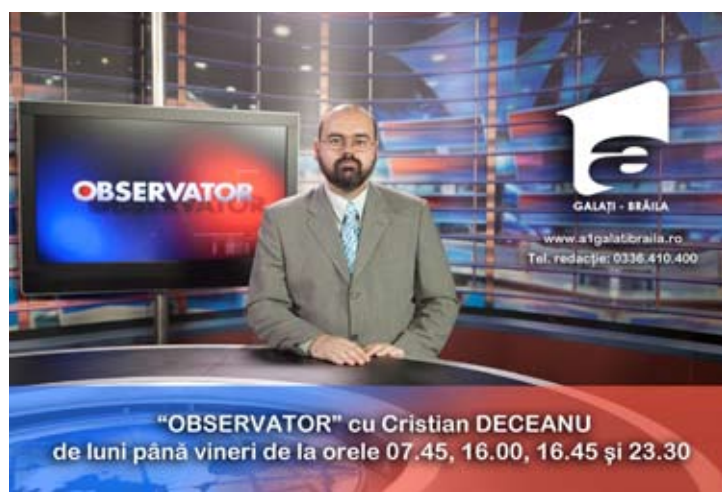 OBSERVATOR
GALAȚI - BRĂILA
www.a1galatibraila.ro
Tel. redacție: 0336.410.400
“OBSERVATOR” cu Cristian DECEANU
de luni până vineri de la orele 07.45, 16.00, 16.45 și 23.30